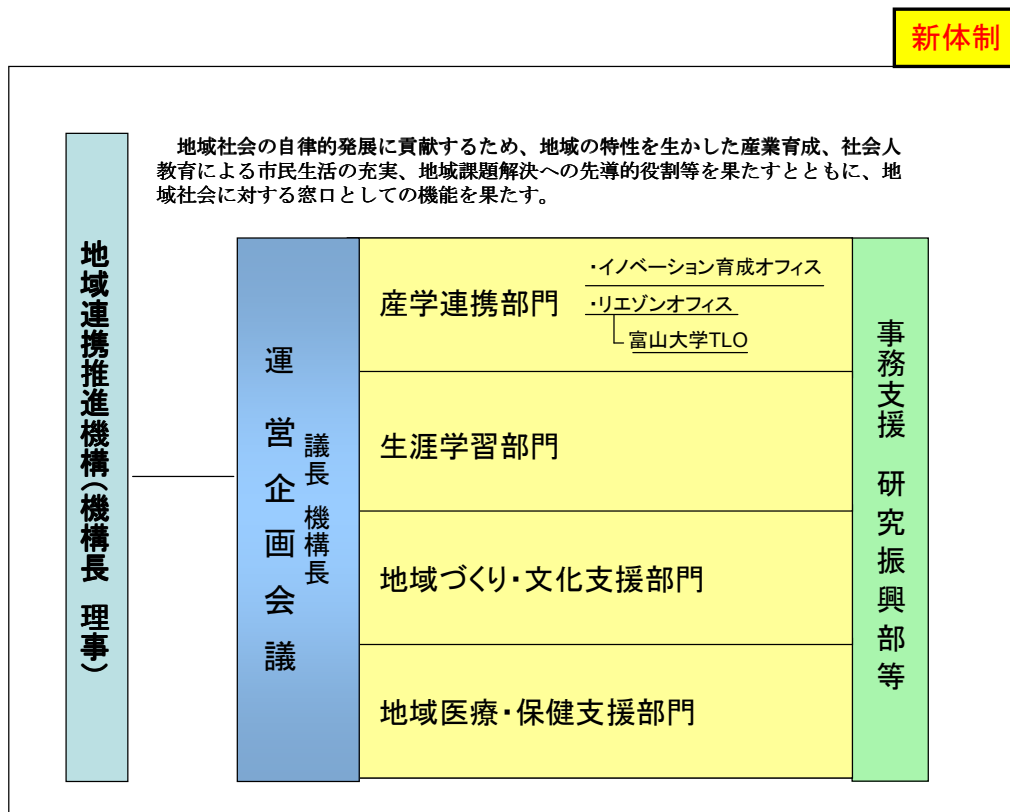 新体制
地域社会の自律的発展に貢献するため、地域の特性を生かした産業育成、社会人
教育による市民生活の充実、地域課題解決への先導的役割等を果たすとともに、地
域社会に対する窓口としての機能を果たす。
地域連携推進機構(機構長 理事)
運営企画会議
議長 機構長
産学連携部門
・イノベーション育成オフィス
・リエゾンオフィス
富山大学TLO
生涯学習部門
地域づくり・文化支援部門
地域医療・保健支援部門
事務支援 研究振興部等